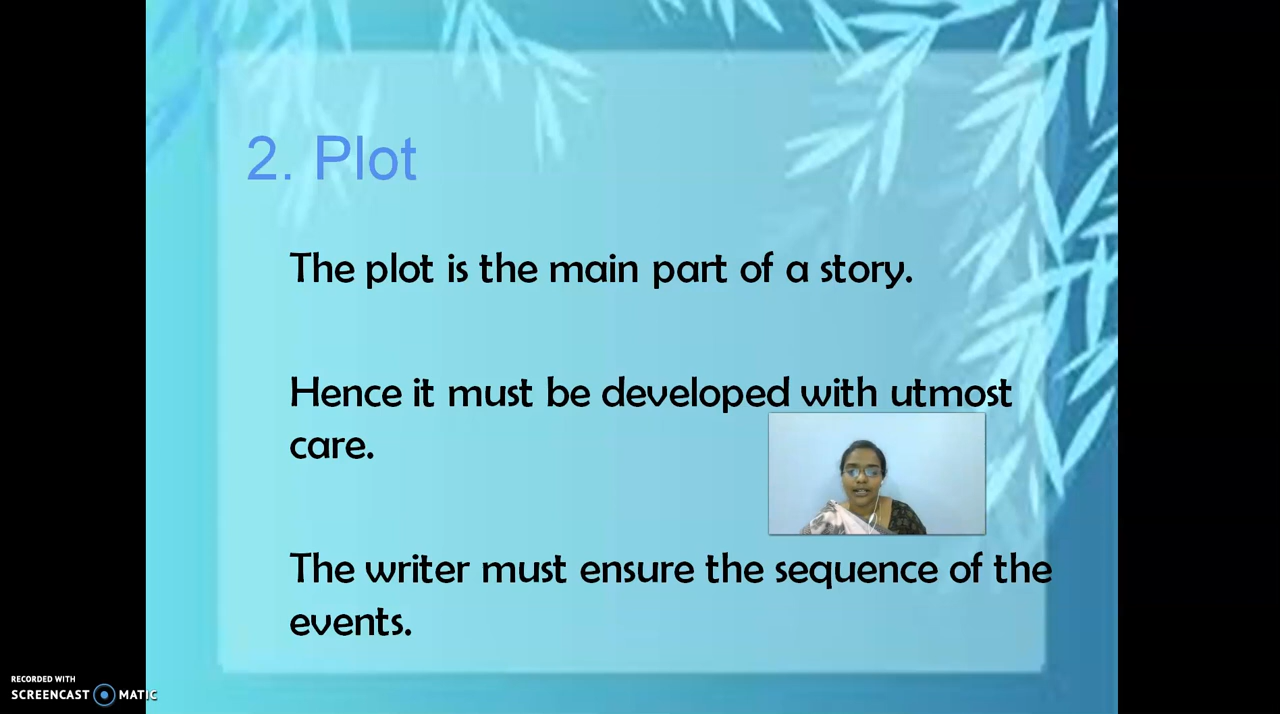 2. Plot
The plot is the main part of a story.
Hence it must be developed with utmost
care.
The writer must ensure the sequence of the
events.
RECORDED WITH
SCREENCAST MATIC